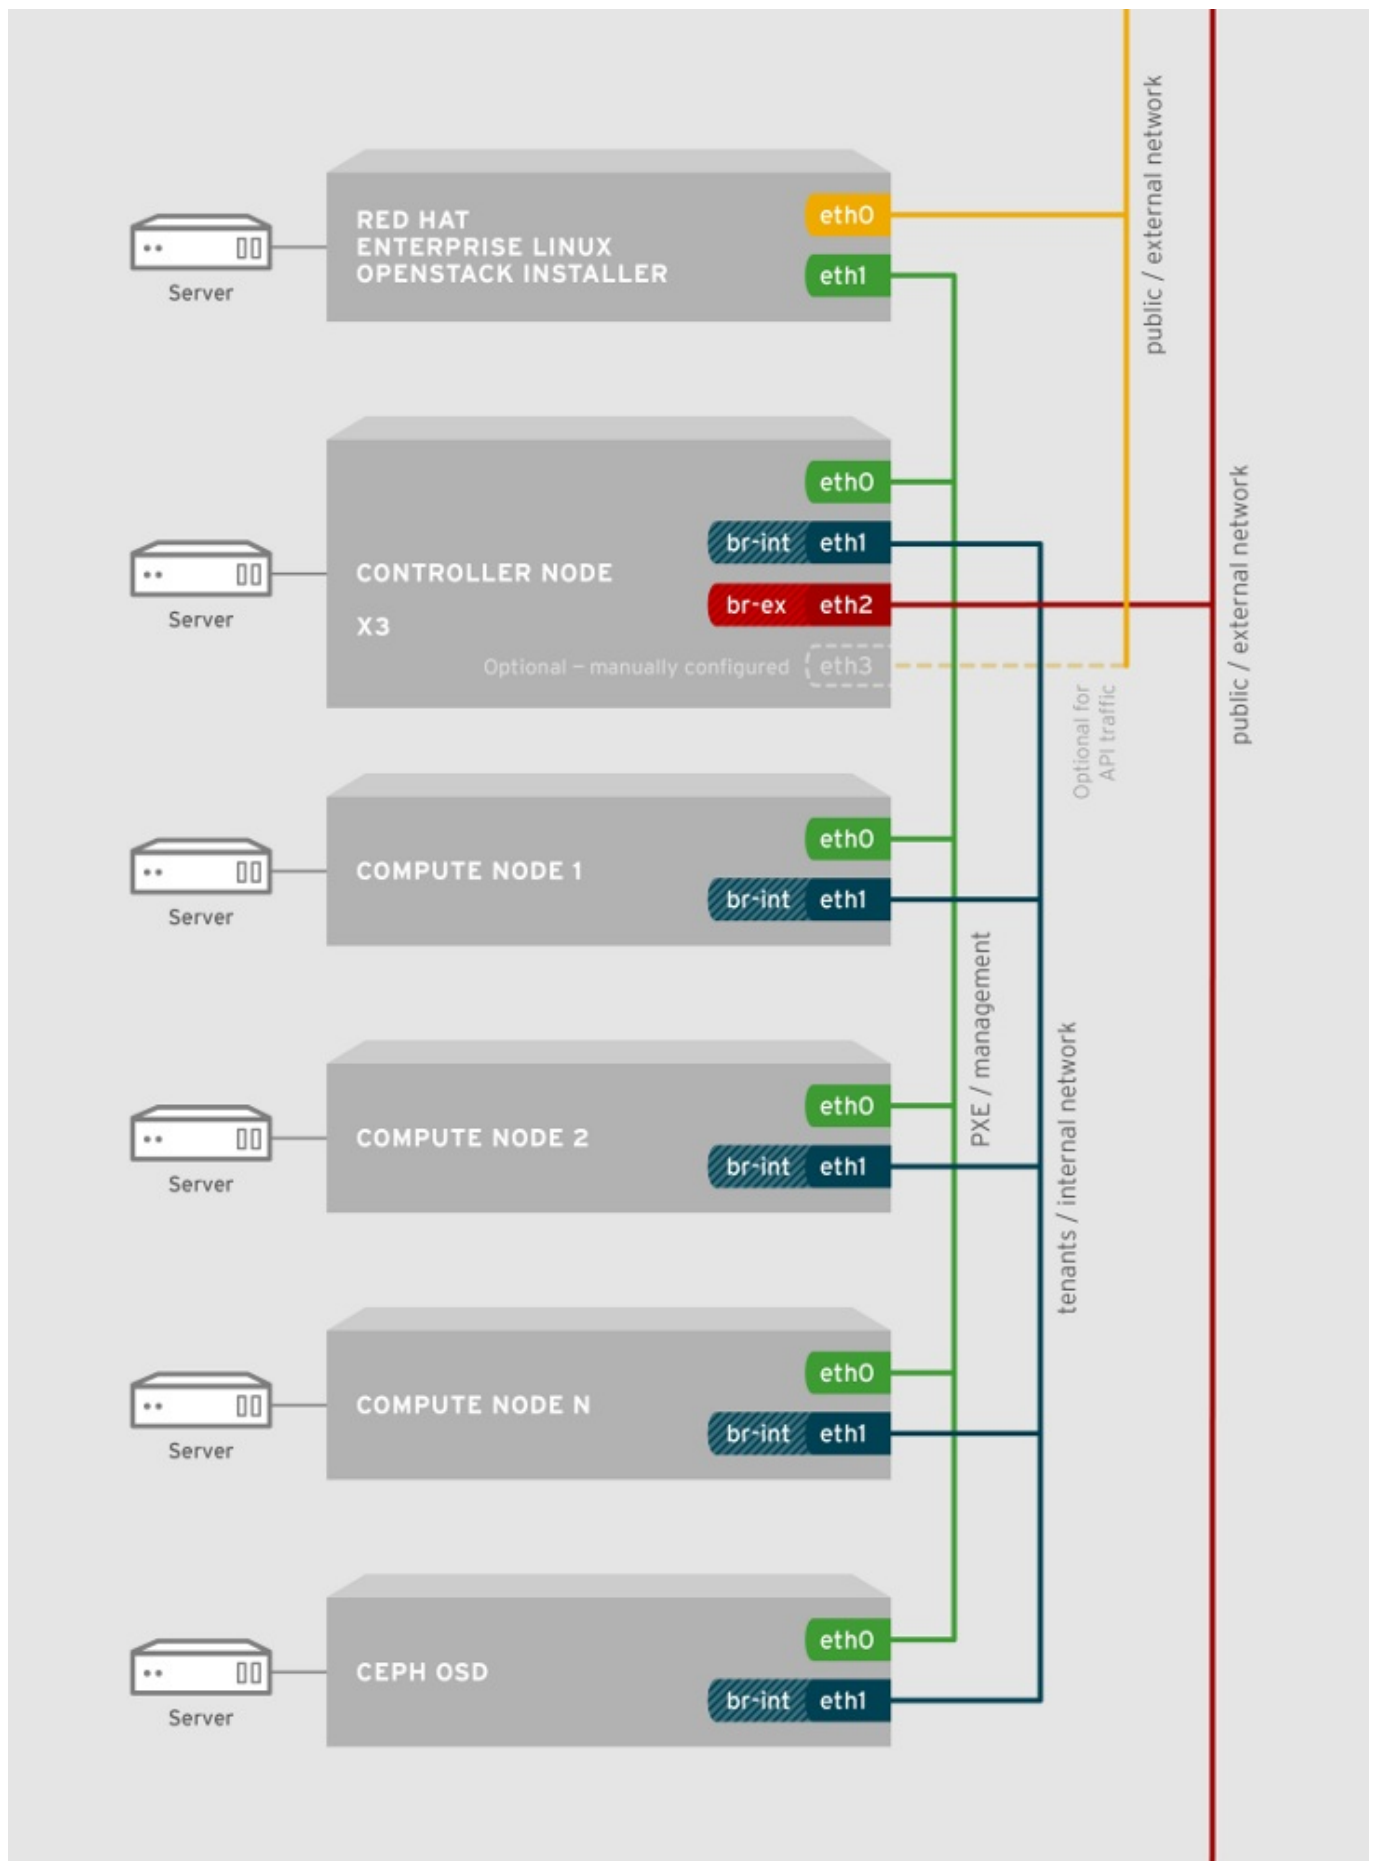 public / external network
RED HAT
ENTERPRISE LINUX
OPENSTACK INSTALLER
eth0
eth1
Server
public / external network
eth0
br-int eth1
CONTROLLER NODE
br-ex eth2
X3
Server
Optional – manually configured eth3
Optional for
API traffic
eth0
COMPUTE NODE 1
br-int eth1
Server
PXE / management
tenants / internal network
eth0
COMPUTE NODE 2
br-int eth1
Server
eth0
COMPUTE NODE N
br-int eth1
Server
eth0
CEPH OSD
br-int eth1
Server